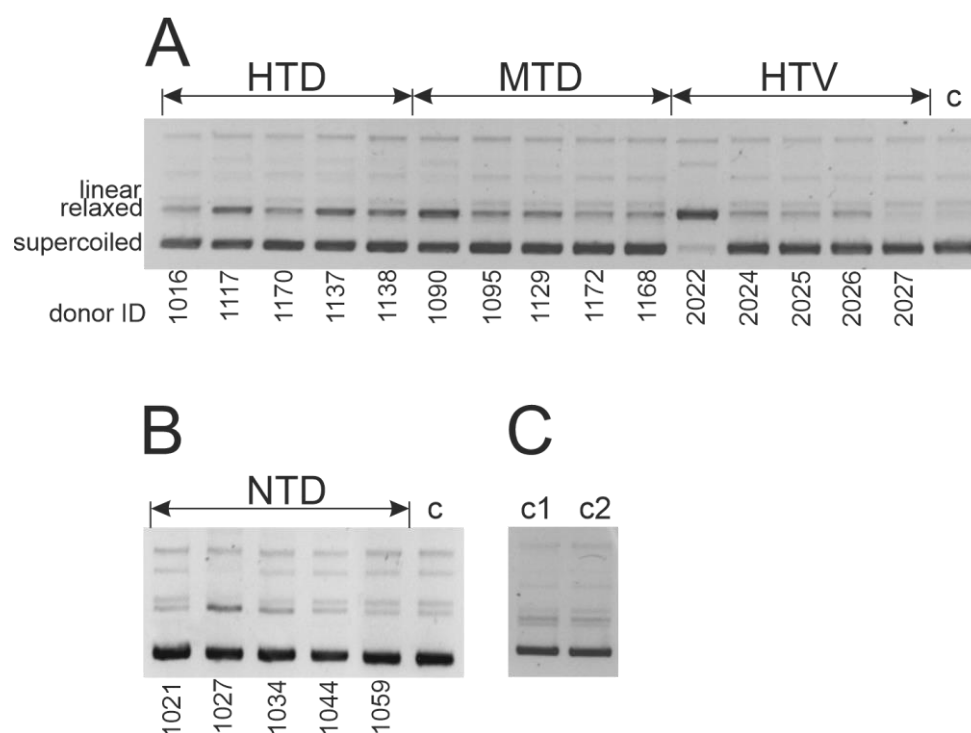 A
HTD MTD HTV c
linear
relaxed
supercoiled
donor ID 1016 1117 1170 1137 1138 1090 1095 1129 1172 1168 2022 2024 2025 2026 2027
B C
NTD c c1 c2
1021 1027 1034 1044 1059